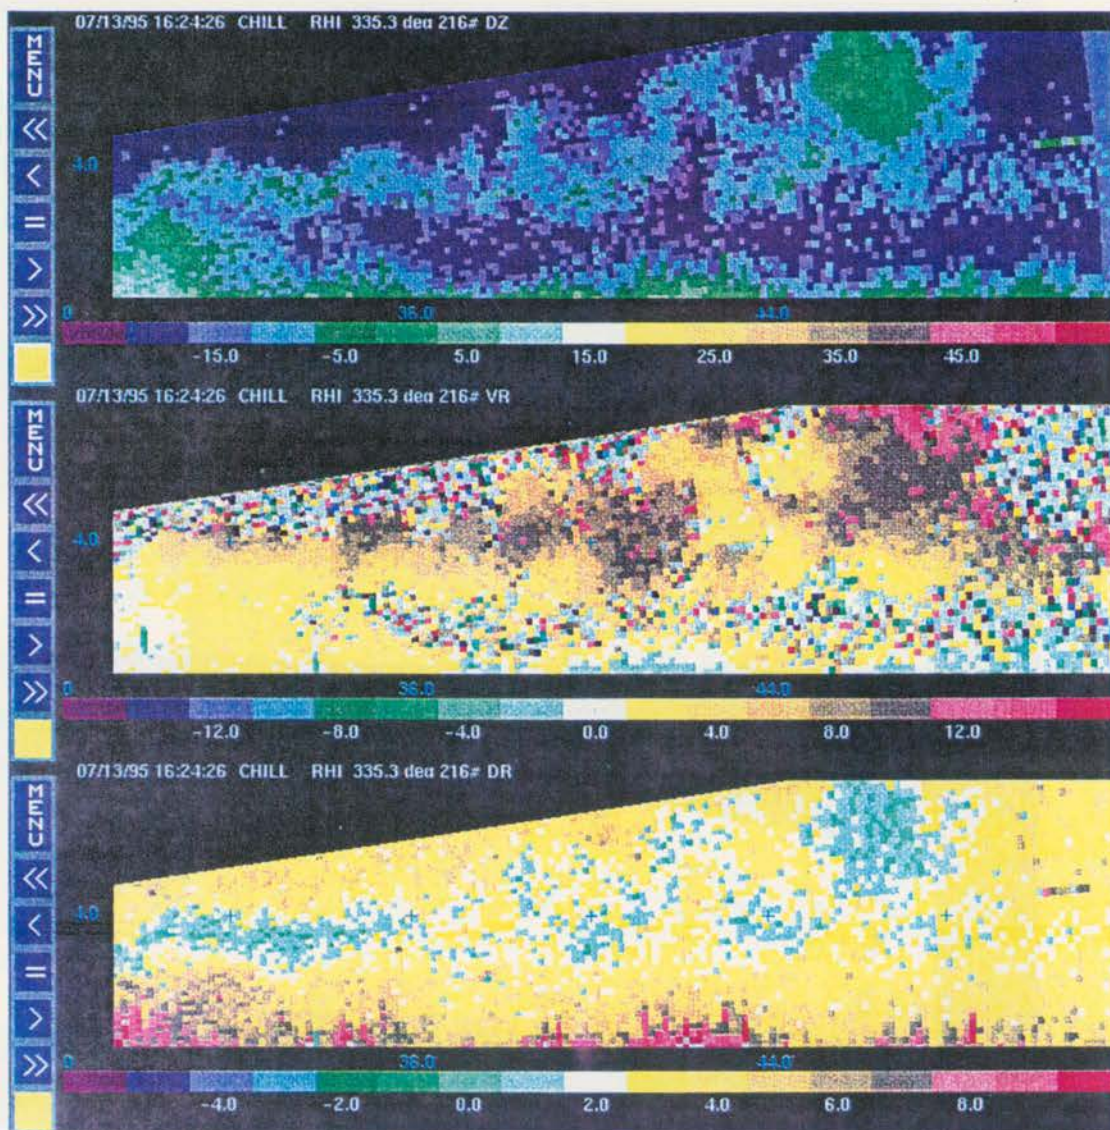 07/13/95 16:24:26 CHILL RHI 335.3 deg 216# DZ
MENU
<<
<
=
>
>>
4.0
0 36.0 44.0
-15.0 -5.0 5.0 15.0 25.0 35.0 45.0
07/13/95 16:24:26 CHILL RHI 335.3 deg 216# VR
MENU
<<
<
=
>
>>
4.0
0 36.0 44.0
-12.0 -8.0 -4.0 0.0 4.0 8.0 12.0
07/13/95 16:24:26 CHILL RHI 335.3 deg 216# DR
MENU
<<
<
=
>
>>
4.0
0 36.0 44.0
-4.0 -2.0 0.0 2.0 4.0 6.0 8.0